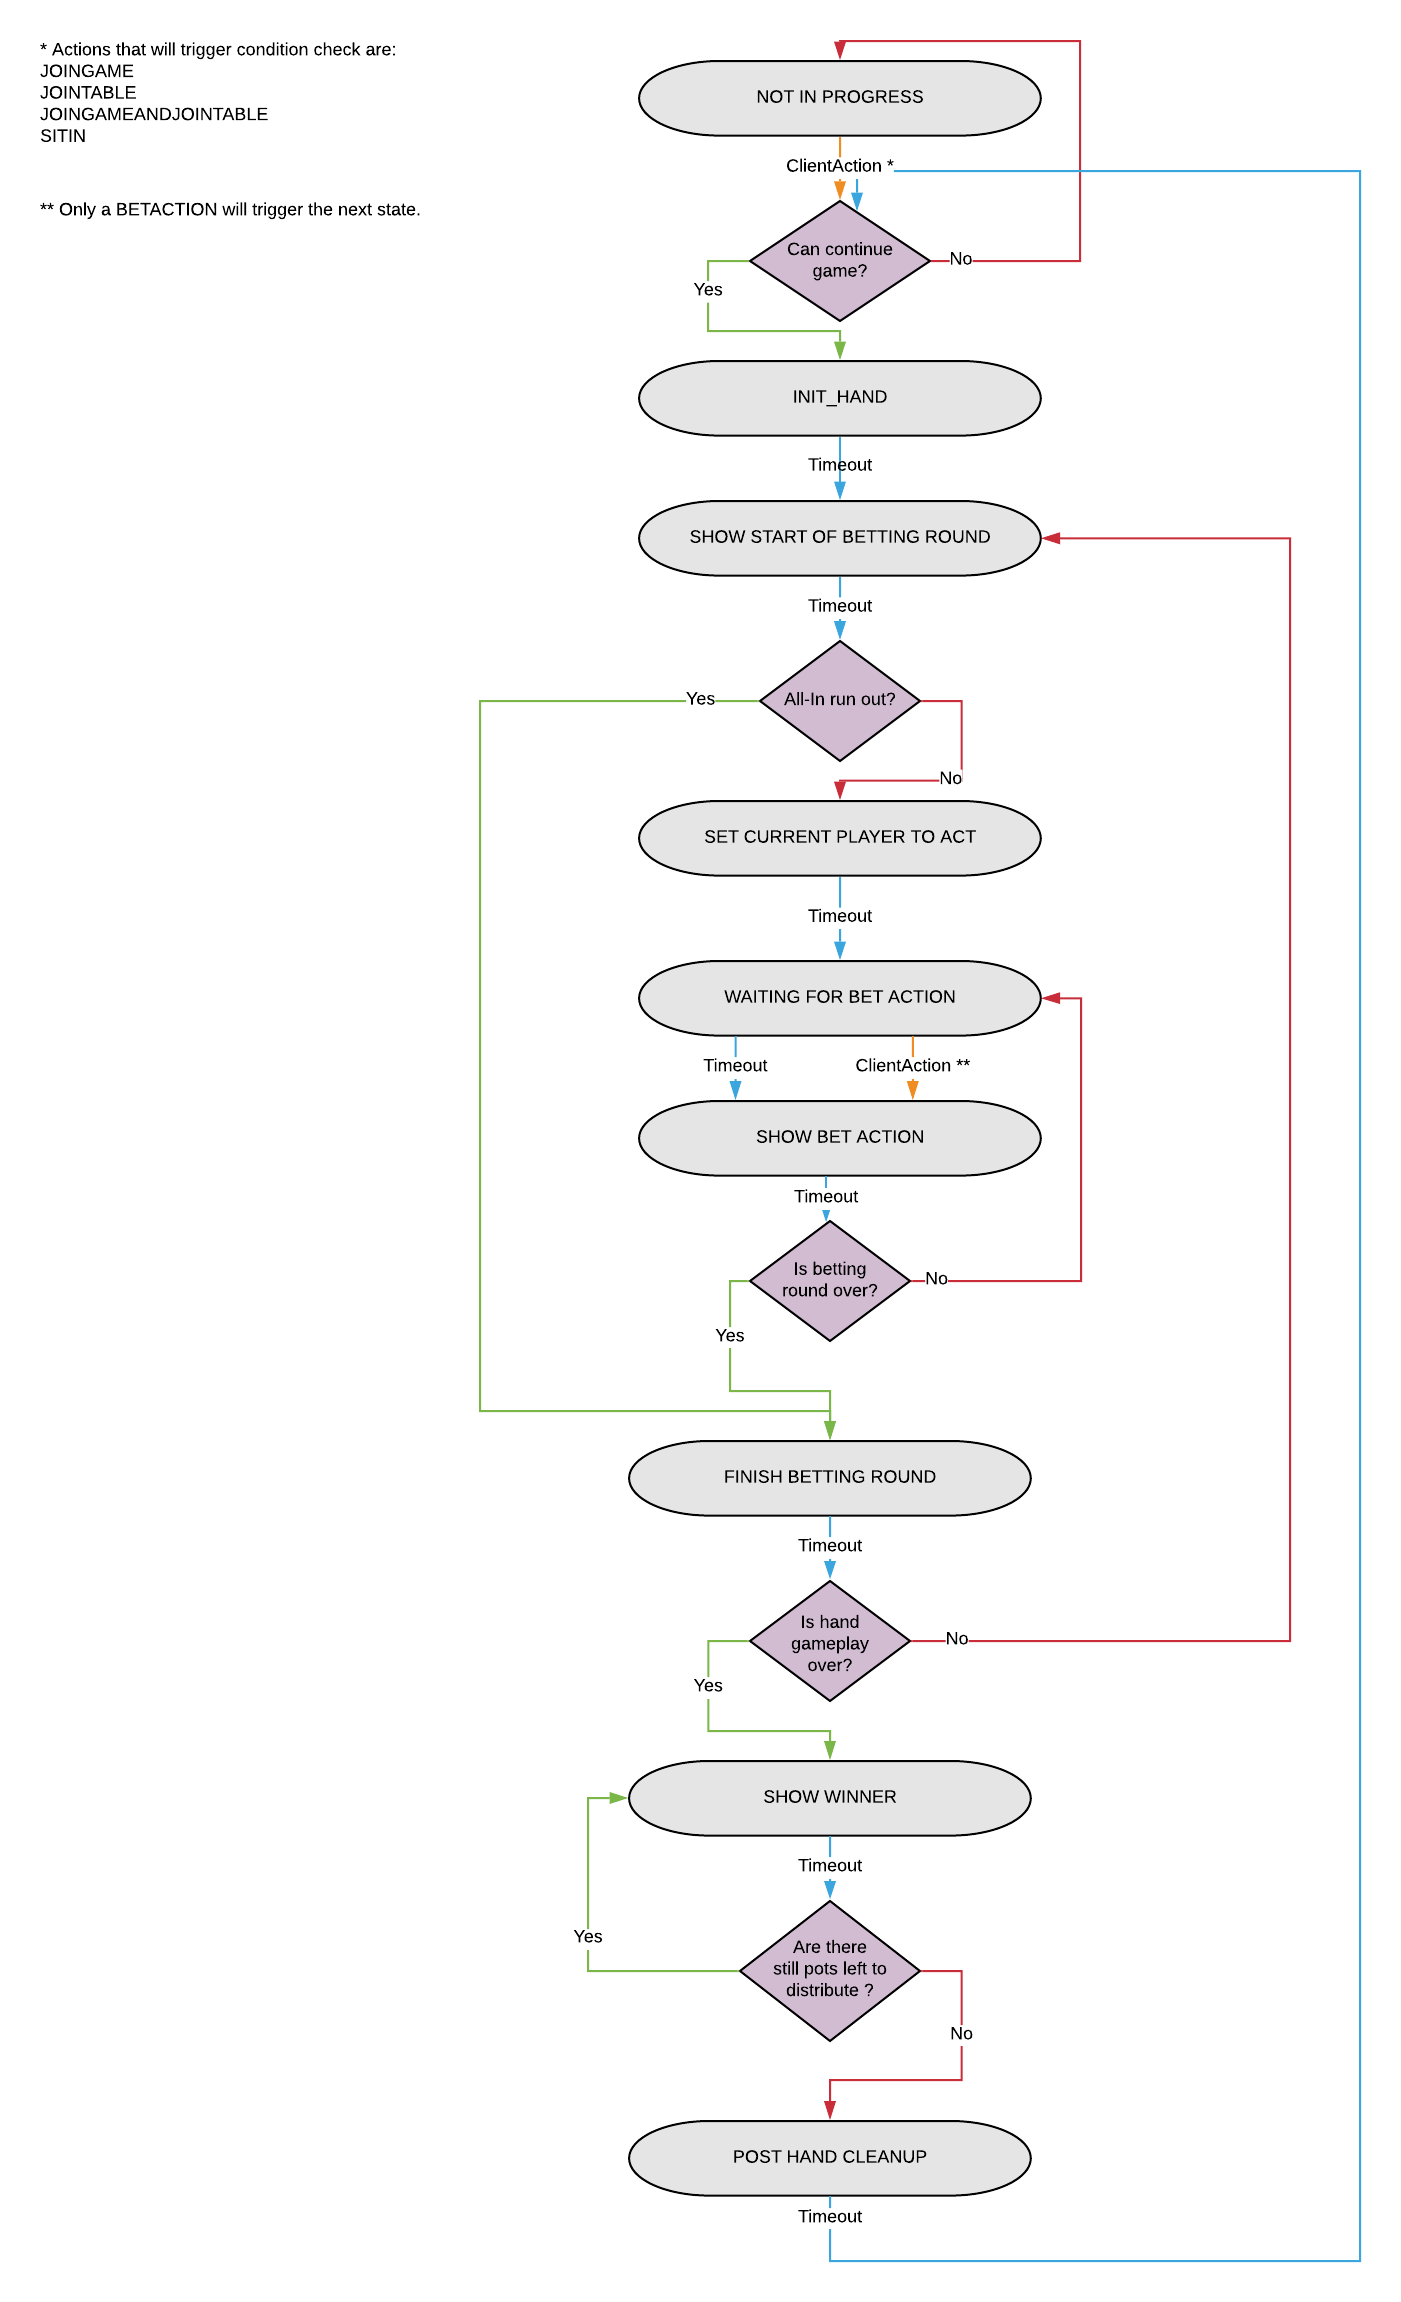 * Actions that will trigger condition check are:
JOINGAME
JOINTABLE
JOINGAMEANDJOINTABLE
SITIN
** Only a BETACTION will trigger the next state.
NOT IN PROGRESS
ClientAction *
Can continue
game?
No
Yes
INIT_HAND
Timeout
SHOW START OF BETTING ROUND
Timeout
All-In run out?
Yes
No
SET CURRENT PLAYER TO ACT
Timeout
WAITING FOR BET ACTION
Timeout
ClientAction **
SHOW BET ACTION
Timeout
Is betting
round over?
No
Yes
FINISH BETTING ROUND
Timeout
Is hand
gameplay
over?
No
Yes
SHOW WINNER
Timeout
Are there
still pots left to
distribute ?
Yes
No
POST HAND CLEANUP
Timeout